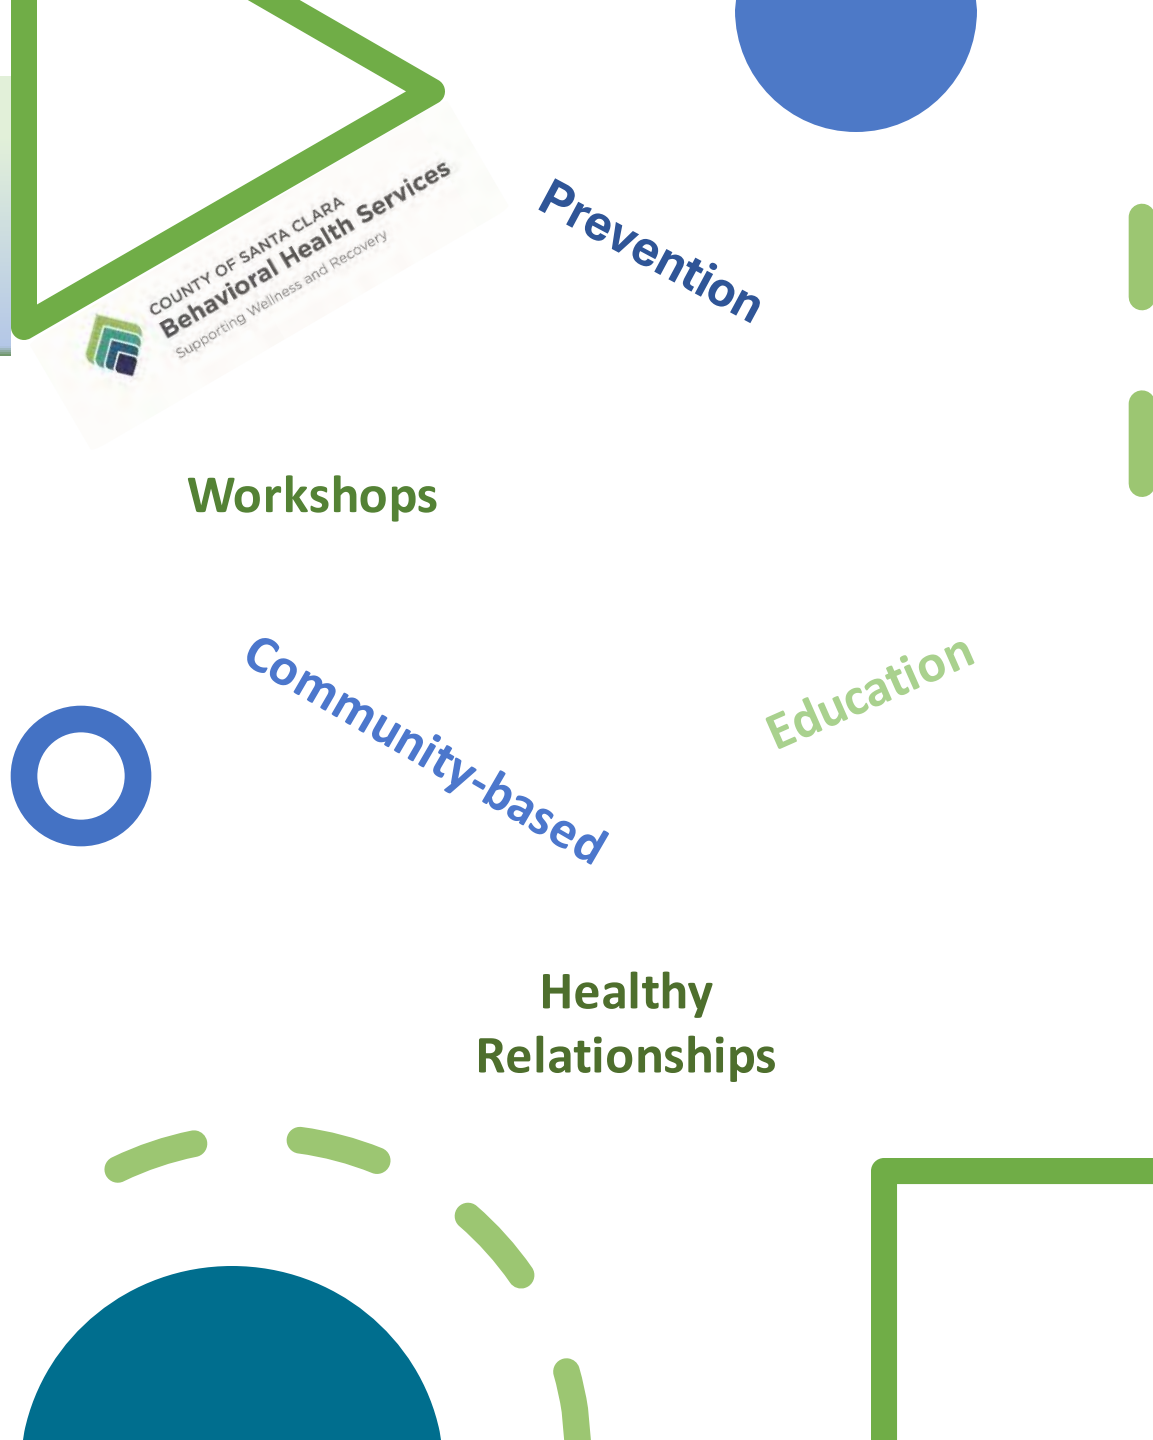 COUNTY OF SANTA CLARA
Behavioral Health Services
Supporting Wellness and Recovery
Prevention
Workshops
Community-based
Education
Healthy
Relationships